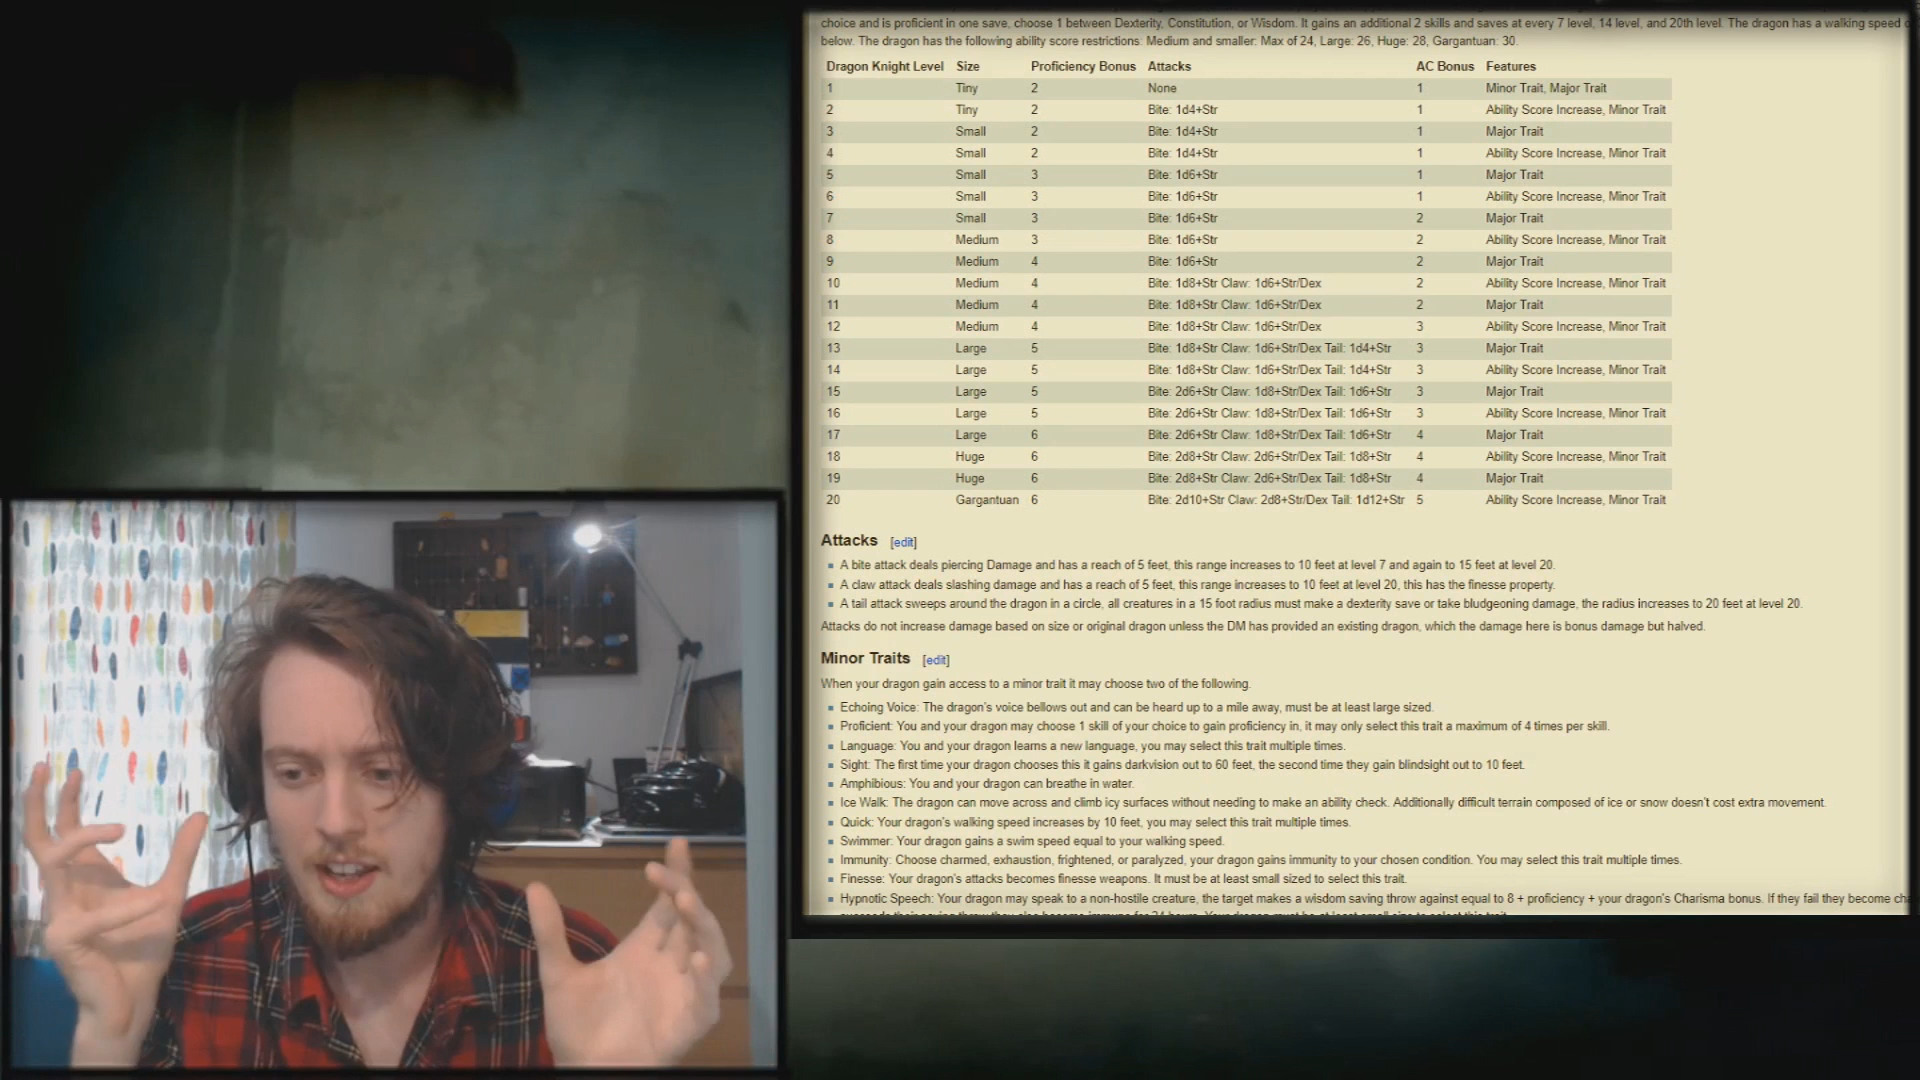 choice and is proficient in one save, choose 1 between Dexterity, Constitution, or Wisdom. It gains an additional 2 skills and saves at every 7 level, 14 level, and 20th level. The dragon has a walking speed
below. The dragon has the following ability score restrictions: Medium and smaller: Max of 24, Large: 26, Huge: 28, Gargantuan: 30.
Dragon Knight Level Size Proficiency Bonus Attacks AC Bonus Features
1 Tiny 2 None 1 Minor Trait, Major Trait
2 Tiny 2 Bite: 1d4+Str 1 Ability Score Increase, Minor Trait
3 Small 2 Bite: 1d4+Str 1 Major Trait
4 Small 2 Bite: 1d4+Str 1 Ability Score Increase, Minor Trait
5 Small 3 Bite: 1d6+Str 1 Major Trait
6 Small 3 Bite: 1d6+Str 1 Ability Score Increase, Minor Trait
7 Small 3 Bite: 1d6+Str 2 Major Trait
8 Medium 3 Bite: 1d6+Str 2 Ability Score Increase, Minor Trait
9 Medium 4 Bite: 1d6+Str 2 Major Trait
10 Medium 4 Bite: 1d8+Str Claw: 1d6+Str/Dex 2 Ability Score Increase, Minor Trait
11 Medium 4 Bite: 1d8+Str Claw: 1d6+Str/Dex 2 Major Trait
12 Medium 4 Bite: 1d8+Str Claw: 1d6+Str/Dex 3 Ability Score Increase, Minor Trait
13 Large 5 Bite: 1d8+Str Claw: 1d6+Str/Dex Tail: 1d4+Str 3 Major Trait
14 Large 5 Bite: 1d8+Str Claw: 1d6+Str/Dex Tail: 1d4+Str 3 Ability Score Increase, Minor Trait
15 Large 5 Bite: 2d6+Str Claw: 1d8+Str/Dex Tail: 1d6+Str 3 Major Trait
16 Large 5 Bite: 2d6+Str Claw: 1d8+Str/Dex Tail: 1d6+Str 3 Ability Score Increase, Minor Trait
17 Large 6 Bite: 2d6+Str Claw: 1d8+Str/Dex Tail: 1d6+Str 4 Major Trait
18 Huge 6 Bite: 2d8+Str Claw: 2d6+Str/Dex Tail: 1d8+Str 4 Ability Score Increase, Minor Trait
19 Huge 6 Bite: 2d8+Str Claw: 2d6+Str/Dex Tail: 1d8+Str 4 Major Trait
20 Gargantuan 6 Bite: 2d10+Str Claw: 2d8+Str/Dex Tail: 1d12+Str 5 Ability Score Increase, Minor Trait
Attacks [edit]
A bite attack deals piercing Damage and has a reach of 5 feet, this range increases to 10 feet at level 7 and again to 15 feet at level 20.
A claw attack deals slashing damage and has a reach of 5 feet, this range increases to 10 feet at level 20, this has the finesse property.
A tail attack sweeps around the dragon in a circle, all creatures in a 15 foot radius must make a dexterity save or take bludgeoning damage, the radius increases to 20 feet at level 20.
Attacks do not increase damage based on size or original dragon unless the DM has provided an existing dragon, which the damage here is bonus damage but halved.
Minor Traits [edit]
When your dragon gain access to a minor trait it may choose two of the following.
Echoing Voice: The dragon's voice bellows out and can be heard up to a mile away, must be at least large sized.
Proficient: You and your dragon may choose 1 skill of your choice to gain proficiency in, it may only select this trait a maximum of 4 times per skill.
Language: You and your dragon learns a new language, you may select this trait multiple times.
Sight: The first time your dragon chooses this it gains darkvision out to 60 feet, the second time they gain blindsight out to 10 feet.
Amphibious: You and your dragon can breathe in water.
Ice Walk: The dragon can move across and climb icy surfaces without needing to make an ability check. Additionally difficult terrain composed of ice or snow doesn't cost extra movement.
Quick: Your dragon's walking speed increases by 10 feet, you may select this trait multiple times.
Swimmer: Your dragon gains a swim speed equal to your walking speed.
Immunity: Choose charmed, exhaustion, frightened, or paralyzed, your dragon gains immunity to your chosen condition. You may select this trait multiple times.
Finesse: Your dragon's attacks becomes finesse weapons. It must be at least small sized to select this trait.
Hypnotic Speech: Your dragon may speak to a non-hostile creature, the target makes a wisdom saving throw against equal to 8 + proficiency + your dragon's Charisma bonus. If they fail they become